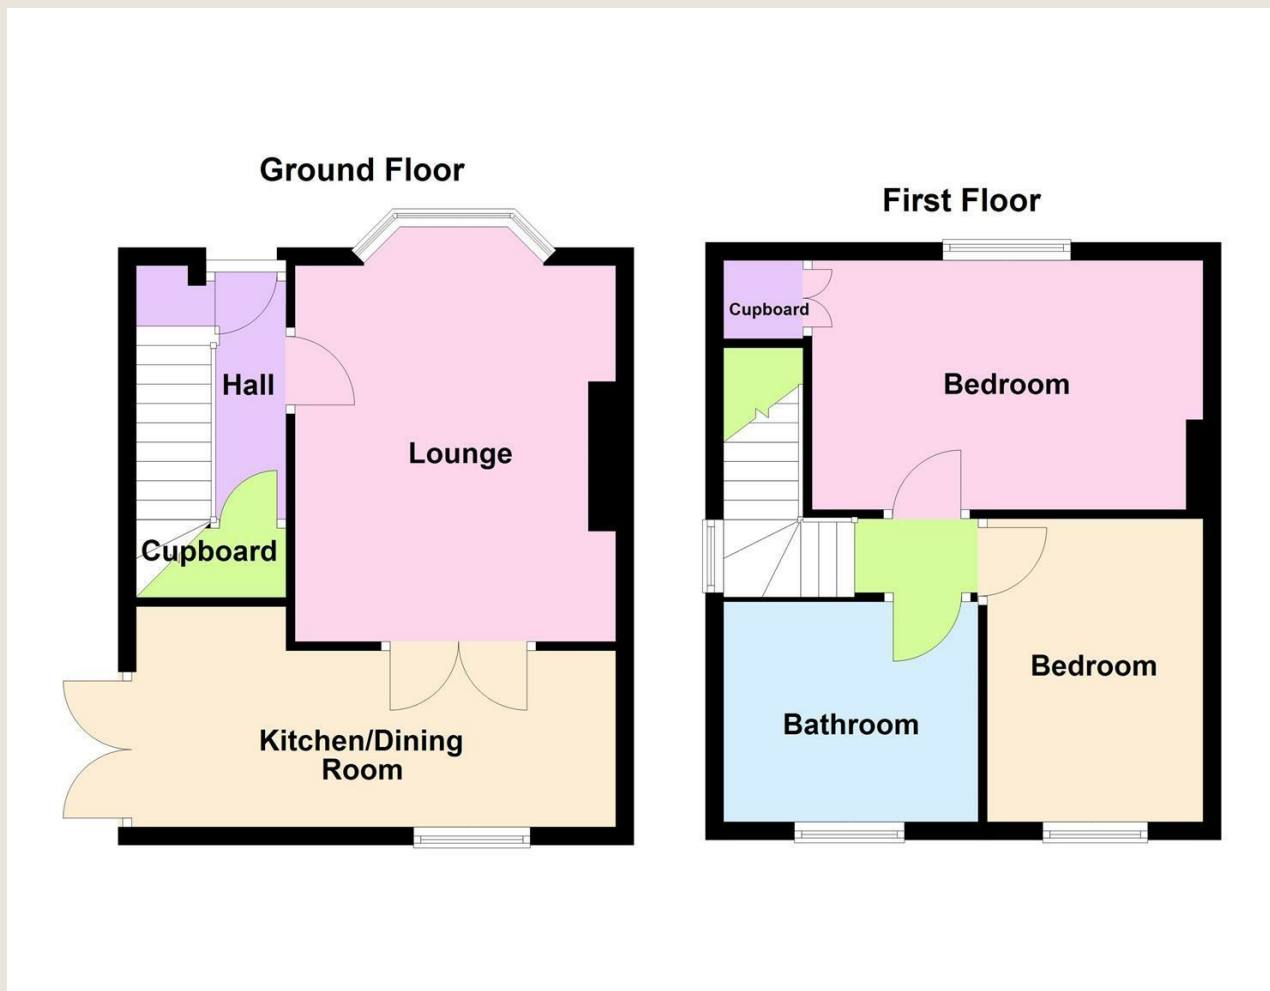 Ground Floor
First Floor
Hall
Lounge
Cupboard
Kitchen/Dining
Room
Cupboard
Bedroom
Bedroom
Bathroom